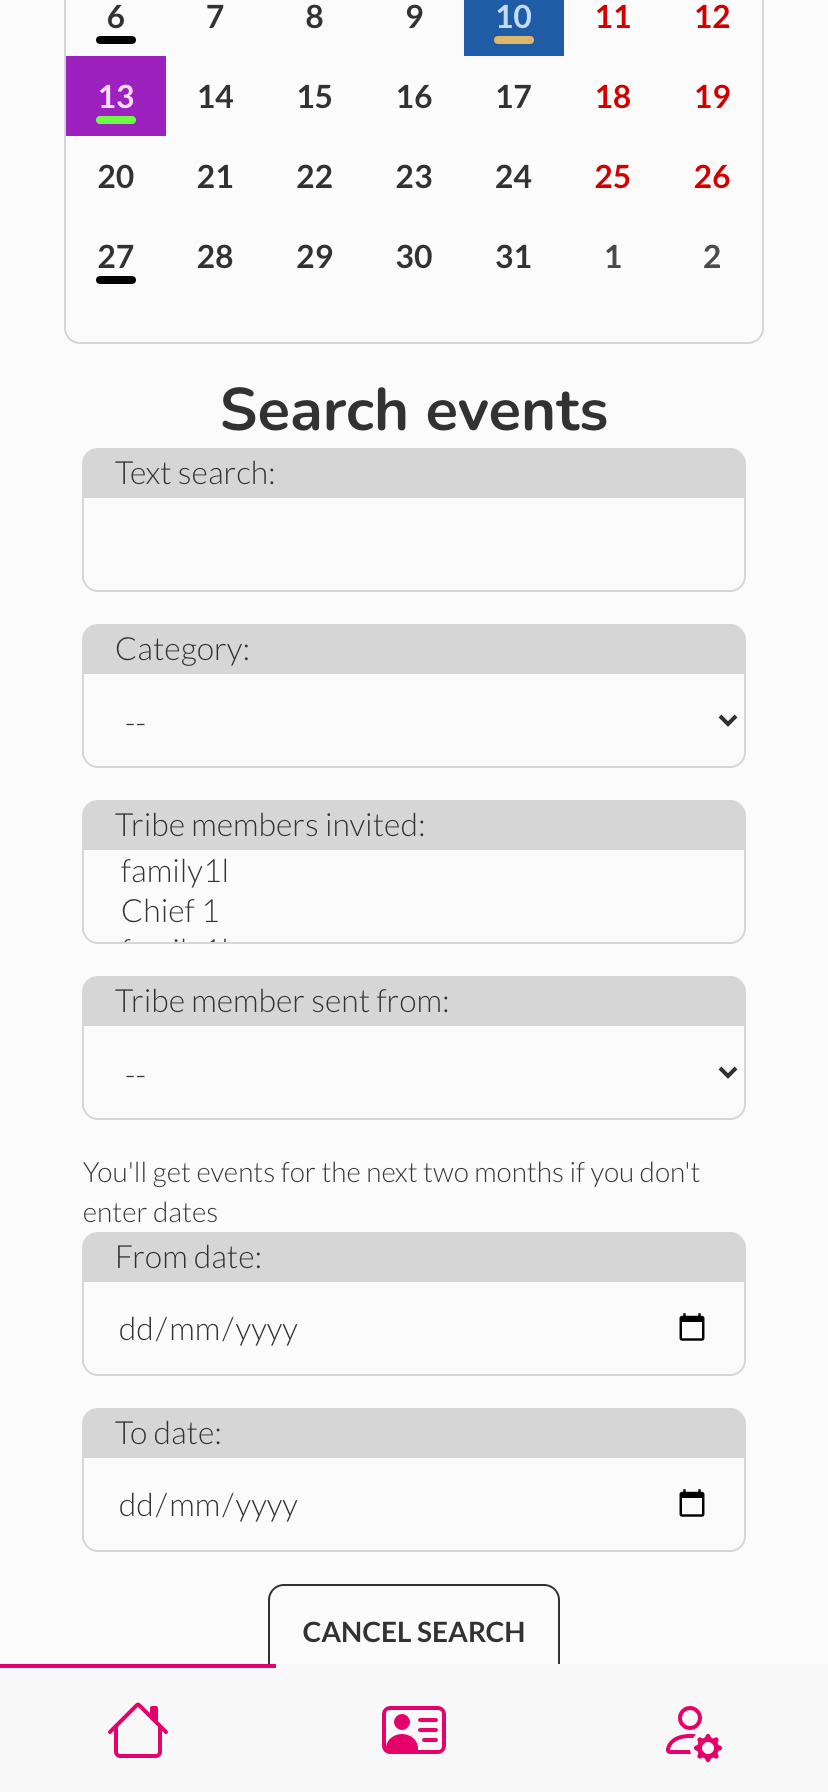 6 7 8 9 10 11 12
13 14 15 16 17 18 19
20 21 22 23 24 25 26
27 28 29 30 31 1 2
Search events
Text search:
Category:
--
Tribe members invited:
family1l
Chief 1
Tribe member sent from:
--
You'll get events for the next two months if you don't
enter dates
From date:
dd/mm/yyyy
To date:
dd/mm/yyyy
CANCEL SEARCH